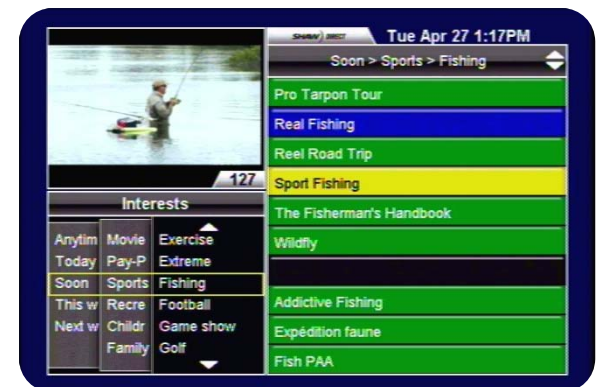 SHAW) DIRECT Tue Apr 27 1:17PM
Soon > Sports > Fishing
Pro Tarpon Tour
Real Fishing
Reel Road Trip
Sport Fishing
The Fisherman's Handbook
Wildfly
Addictive Fishing
Expédition faune
Fish PAA
127
Interests
Anytim Movie Exercise
Today Pay-P Extreme
Soon Sports Fishing
This w Recre Football
Next w Childr Game show
Family Golf